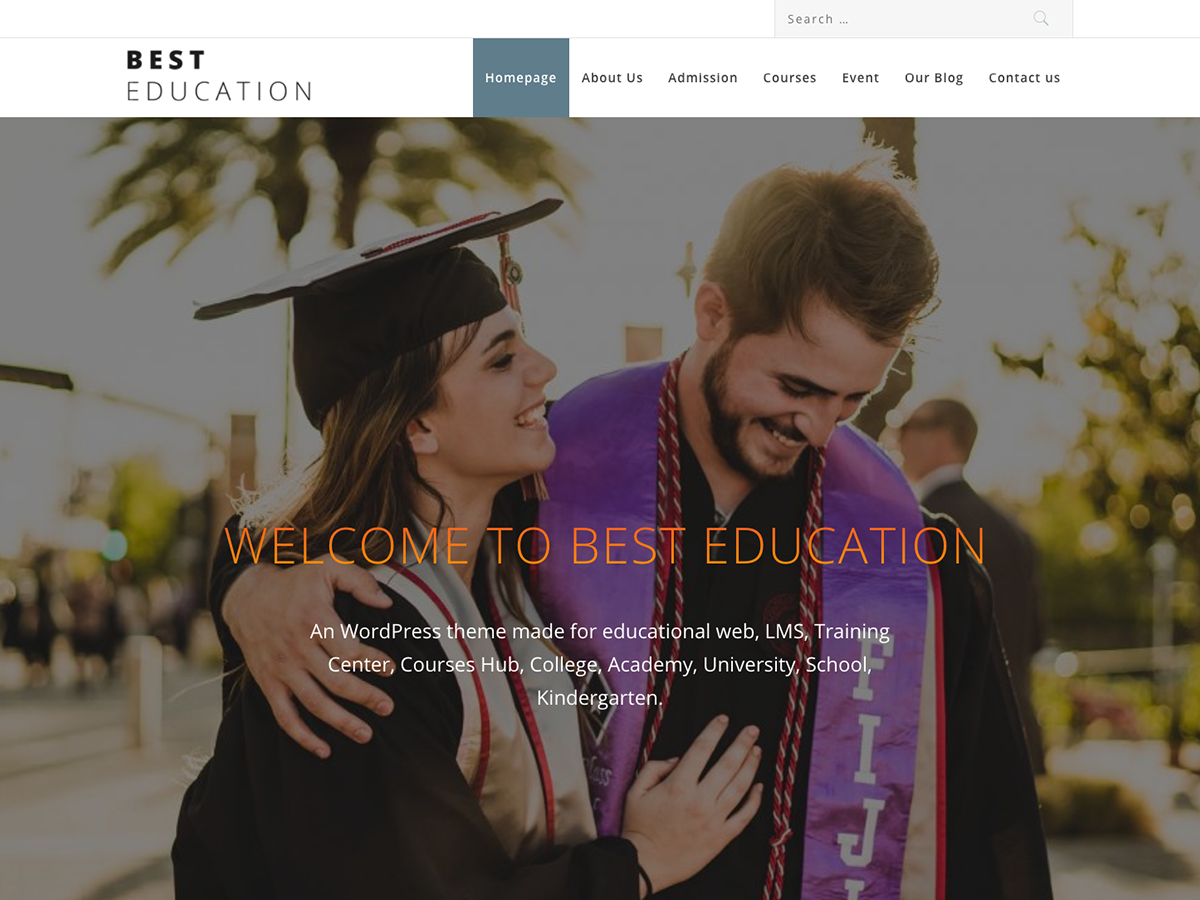 Search …
BEST
EDUCATION
Homepage About Us Admission Courses Event Our Blog Contact us
WELCOME TO BEST EDUCATION
An WordPress theme made for educational web, LMS, Training
Center, Courses Hub, College, Academy, University, School,
Kindergarten.
FIJI